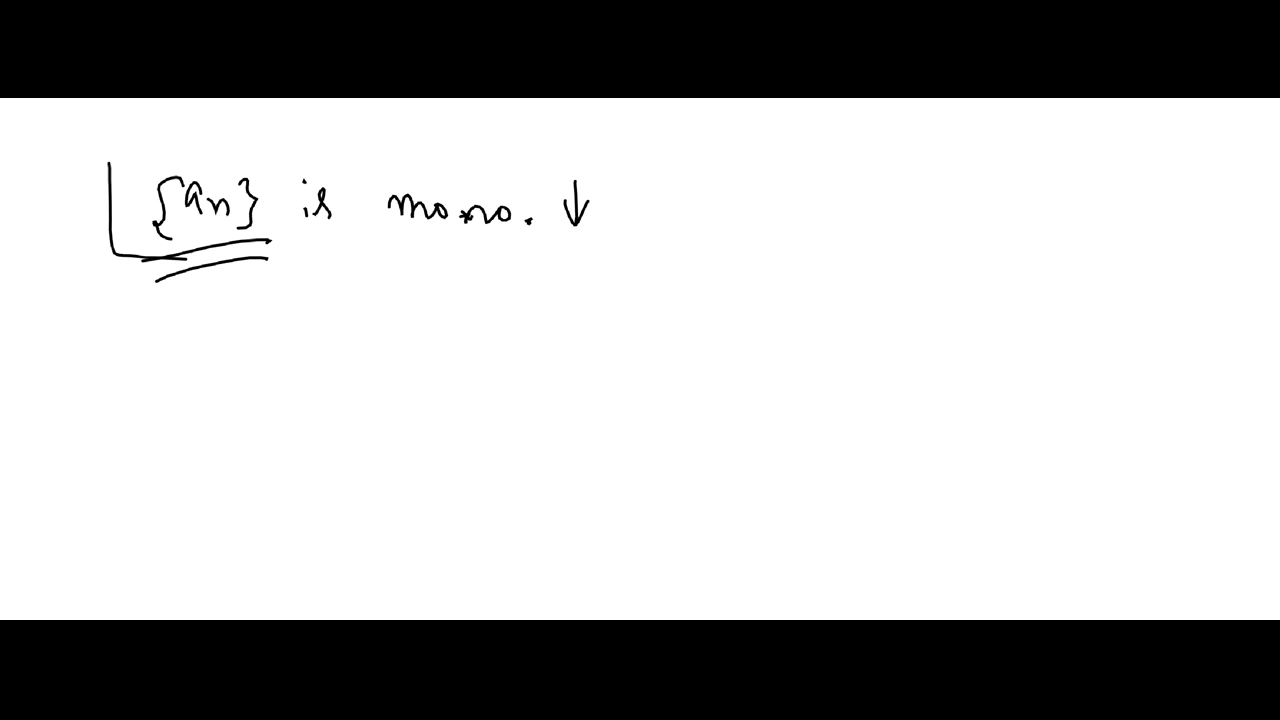 {an} is mono. ↓